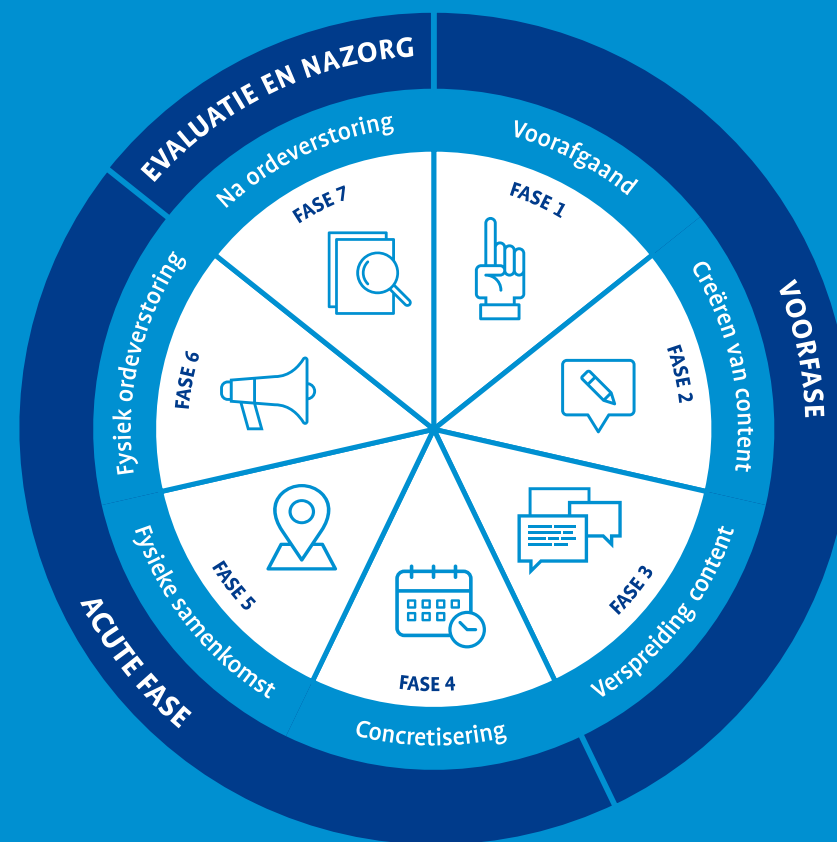 EVALUATIE EN NAZORG
VOORFASE
ACUTE FASE
Voorafgaand
FASE 1
Creëren van content
FASE 2
Verspreiding content
FASE 3
Concretisering
FASE 4
Fysieke samenkomst
FASE 5
Fysiek ordeverstoring
FASE 6
Na ordeverstoring
FASE 7